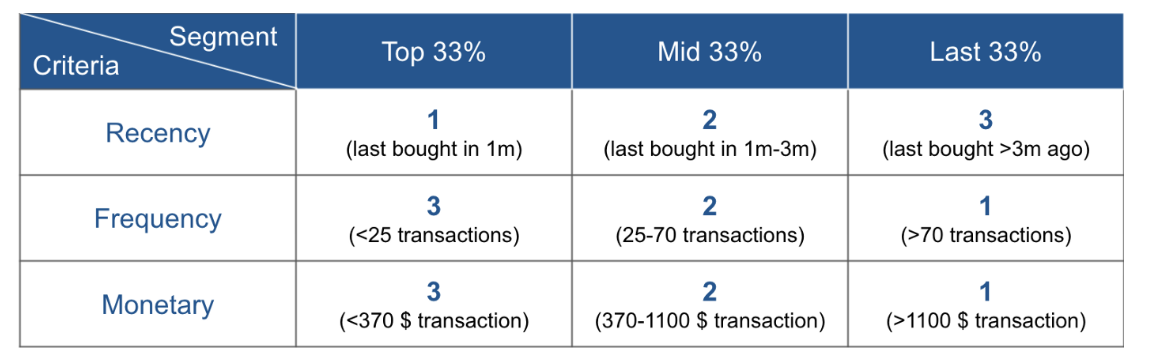 Segment
Criteria
Top 33%
Mid 33%
Last 33%
Recency
1
(last bought in 1m)
2
(last bought in 1m-3m)
3
(last bought >3m ago)
Frequency
3
(<25 transactions)
2
(25-70 transactions)
1
(>70 transactions)
Monetary
3
(<370 $ transaction)
2
(370-1100 $ transaction)
1
(>1100 $ transaction)